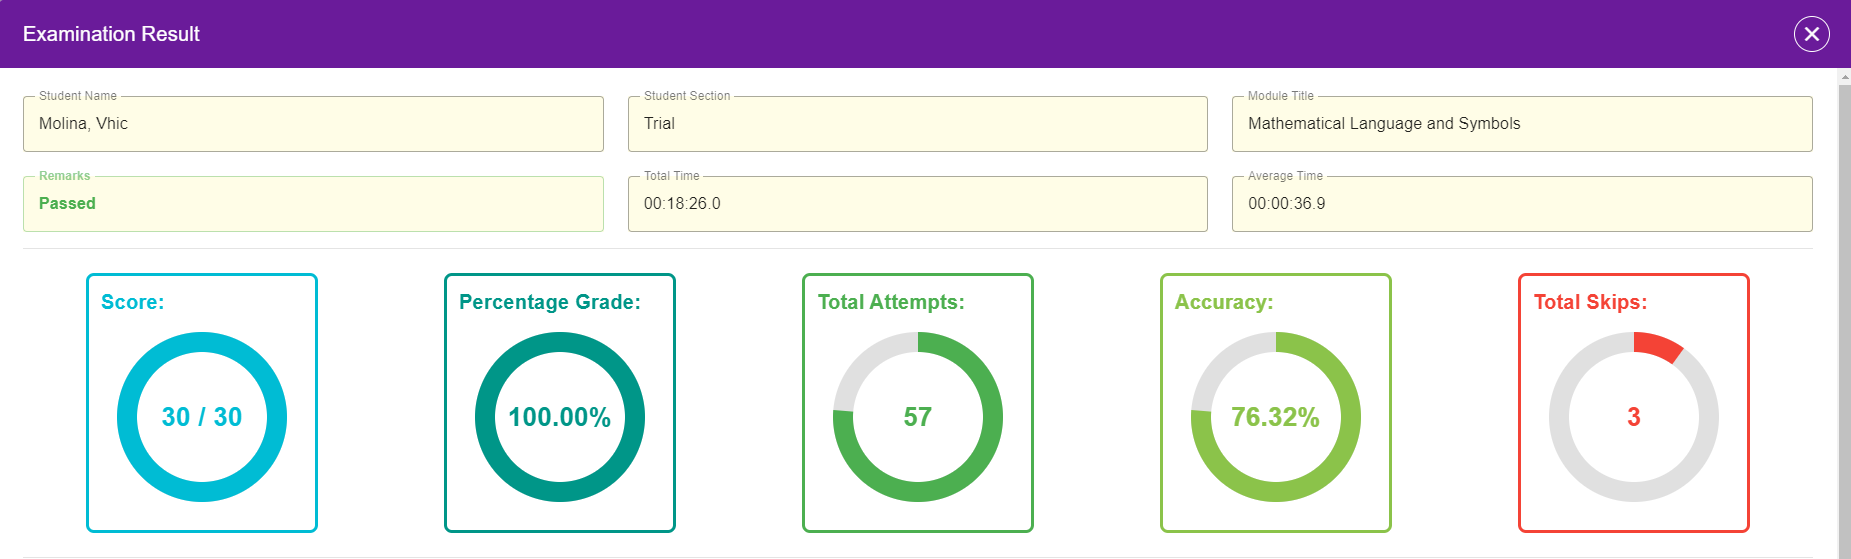 Examination Result
Student Name
Molina, Vhic
Student Section
Trial
Module Title
Mathematical Language and Symbols
Remarks
Passed
Total Time
00:18:26.0
Average Time
00:00:36.9
Score:
30 / 30
Percentage Grade:
100.00%
Total Attempts:
57
Accuracy:
76.32%
Total Skips:
3